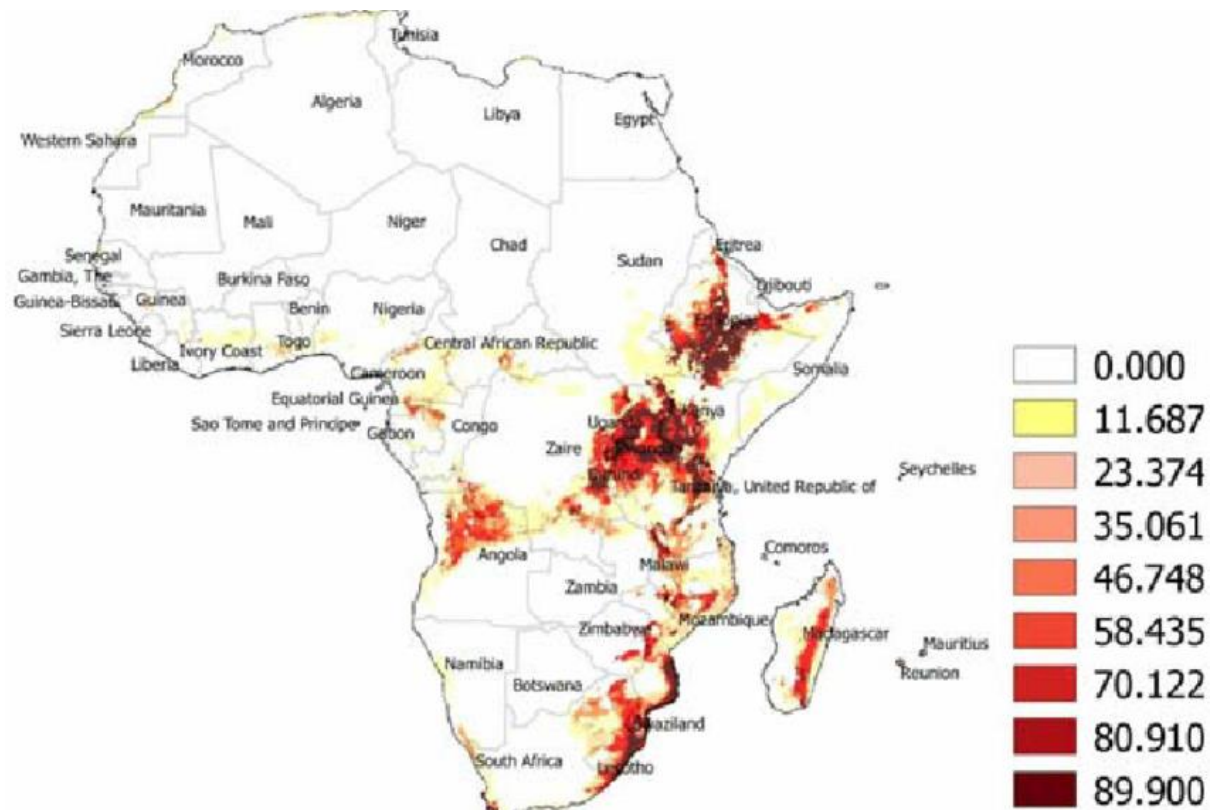 Tunisia
Morocco
Algeria
Libya
Egypt
Western Sahara
Mauritania
Mali
Niger
Chad
Sudan
Eritrea
Senegal
Gambia, The
Burkina Faso
Djibouti
Guinea-Bissau
Guinea
Benin
Nigeria
Sierra Leone
Togo
Central African Republic
Ivory Coast
Liberia
Cameroon
Somalia
Equatorial Guinea
Kenya
Sao Tome and Principe
Gabon
Congo
Zaire
Burundi
Tanzania, United Republic of
Seychelles
Angola
Malawi
Comoros
Zambia
Mozambique
Zimbabwe
Madagascar
Mauritius
Reunion
Namibia
Botswana
Swaziland
South Africa
Lesotho
0.000
11.687
23.374
35.061
46.748
58.435
70.122
80.910
89.900